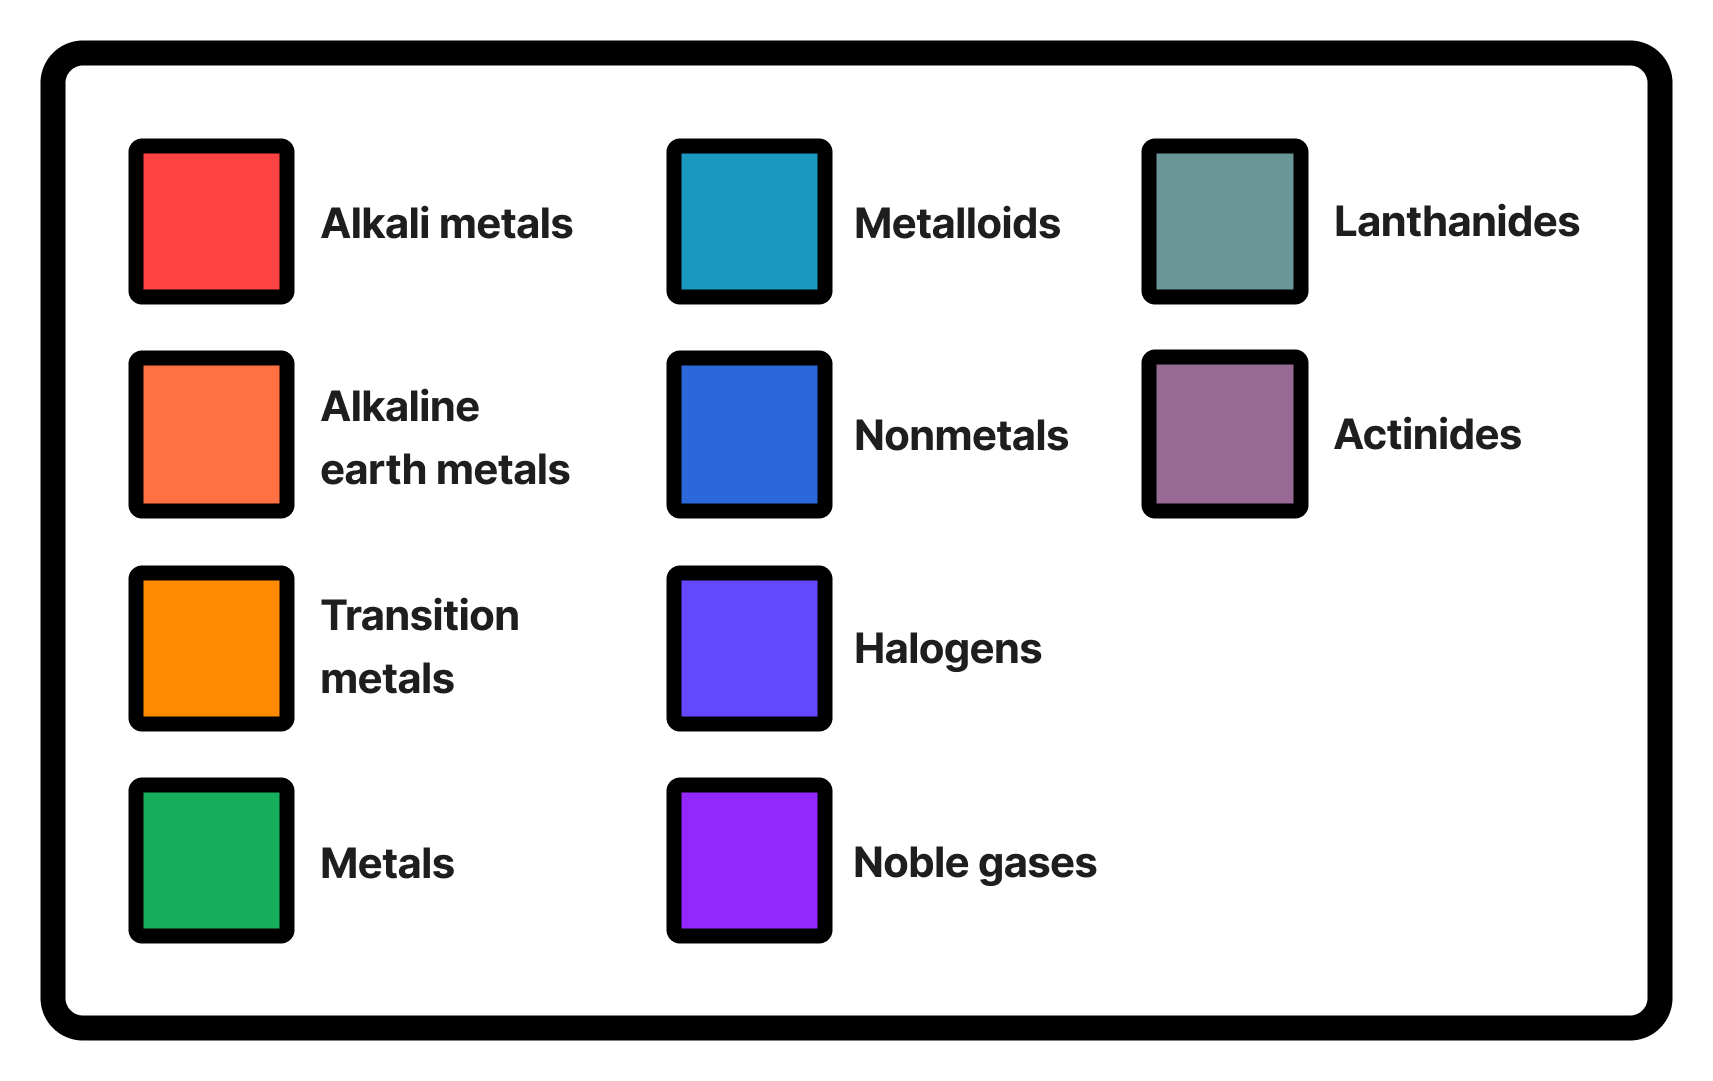 Alkali metals
Alkaline
earth metals
Transition
metals
Metals
Metalloids
Nonmetals
Halogens
Noble gases
Lanthanides
Actinides